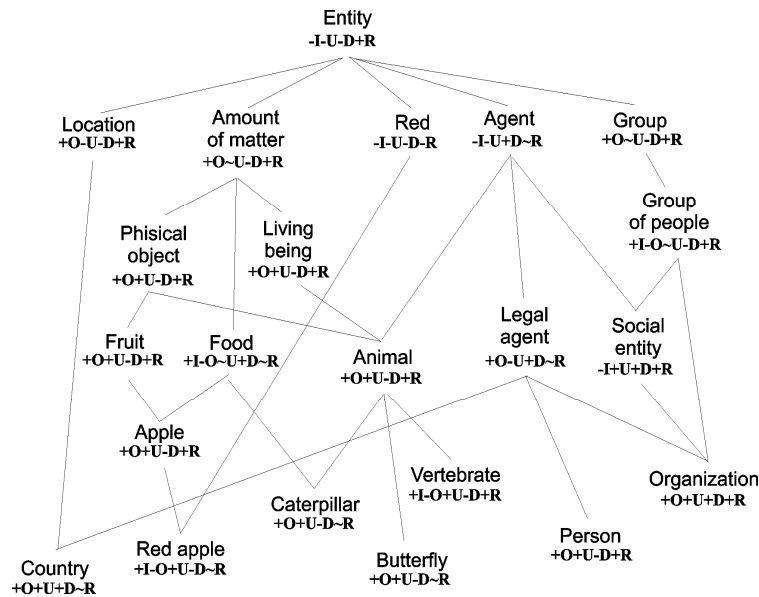 Entity
-I-U-D+R
Location
+O-U-D+R
Amount
of matter
+O~U-D+R
Red
-I-U-D-R
Agent
-I-U+D~R
Group
+O~U-D+R
Group
of people
+I-O~U-D+R
Phisical
object
+O+U-D+R
Living
being
+O+U-D+R
Legal
agent
+O-U+D~R
Social
entity
-I+U+D+R
Fruit
+O+U-D+R
Food
+I-O~U+D~R
Animal
+O+U-D+R
Apple
+O+U-D+R
Vertebrate
+I-O+U-D+R
Organization
+O+U+D+R
Caterpillar
+O+U-D~R
Person
+O+U-D+R
Country
+O+U+D~R
Red apple
+I-O+U-D~R
Butterfly
+O+U-D~R